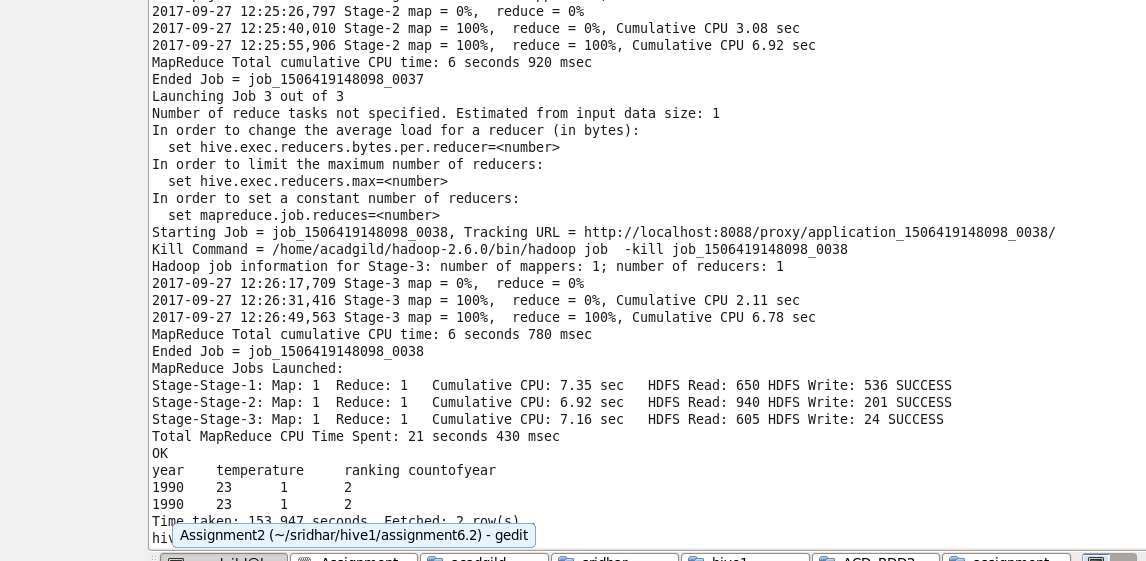 2017-09-27 12:25:26,797 Stage-2 map = 0%,  reduce = 0%
2017-09-27 12:25:40,010 Stage-2 map = 100%,  reduce = 0%, Cumulative CPU 3.08 sec
2017-09-27 12:25:55,906 Stage-2 map = 100%,  reduce = 100%, Cumulative CPU 6.92 sec
MapReduce Total cumulative CPU time: 6 seconds 920 msec
Ended Job = job_1506419148098_0037
Launching Job 3 out of 3
Number of reduce tasks not specified. Estimated from input data size: 1
In order to change the average load for a reducer (in bytes):
  set hive.exec.reducers.bytes.per.reducer=<number>
In order to limit the maximum number of reducers:
  set hive.exec.reducers.max=<number>
In order to set a constant number of reducers:
  set mapreduce.job.reduces=<number>
Starting Job = job_1506419148098_0038, Tracking URL = http://localhost:8088/proxy/application_1506419148098_0038/
Kill Command = /home/acadgild/hadoop-2.6.0/bin/hadoop job  -kill job_1506419148098_0038
Hadoop job information for Stage-3: number of mappers: 1; number of reducers: 1
2017-09-27 12:26:17,709 Stage-3 map = 0%,  reduce = 0%
2017-09-27 12:26:31,416 Stage-3 map = 100%,  reduce = 0%, Cumulative CPU 2.11 sec
2017-09-27 12:26:49,563 Stage-3 map = 100%,  reduce = 100%, Cumulative CPU 6.78 sec
MapReduce Total cumulative CPU time: 6 seconds 780 msec
Ended Job = job_1506419148098_0038
MapReduce Jobs Launched:
Stage-Stage-1: Map: 1  Reduce: 1   Cumulative CPU: 7.35 sec   HDFS Read: 650 HDFS Write: 536 SUCCESS
Stage-Stage-2: Map: 1  Reduce: 1   Cumulative CPU: 6.92 sec   HDFS Read: 940 HDFS Write: 201 SUCCESS
Stage-Stage-3: Map: 1  Reduce: 1   Cumulative CPU: 7.16 sec   HDFS Read: 605 HDFS Write: 24 SUCCESS
Total MapReduce CPU Time Spent: 21 seconds 430 msec
OK
year    temperature     ranking countofyear
1990    23      1       2
1990    23      1       2
Time taken: 153.947 seconds, Fetched: 2 row(s)
hiv
Assignment2 (~/sridhar/hive1/assignment6.2) - gedit